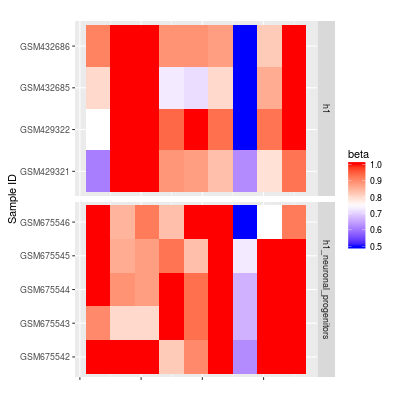 GSM432686
GSM432685
GSM429322
GSM429321
h1
GSM675546
GSM675545
GSM675544
GSM675543
GSM675542
h1_neuronal_progenitors
Sample ID
beta
1.0
0.9
0.8
0.7
0.6
0.5